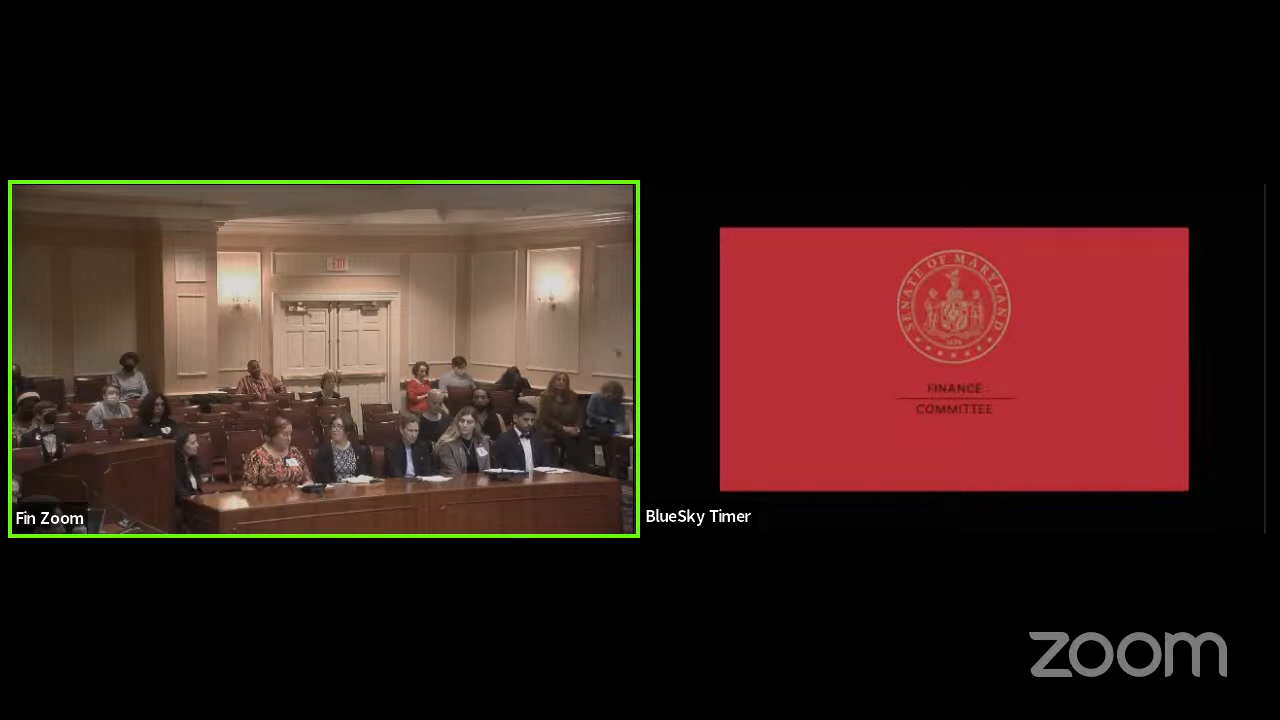 EXIT
Fin Zoom
SENATE OF MARYLAND
FINANCE
COMMITTEE
BlueSky Timer
zoom